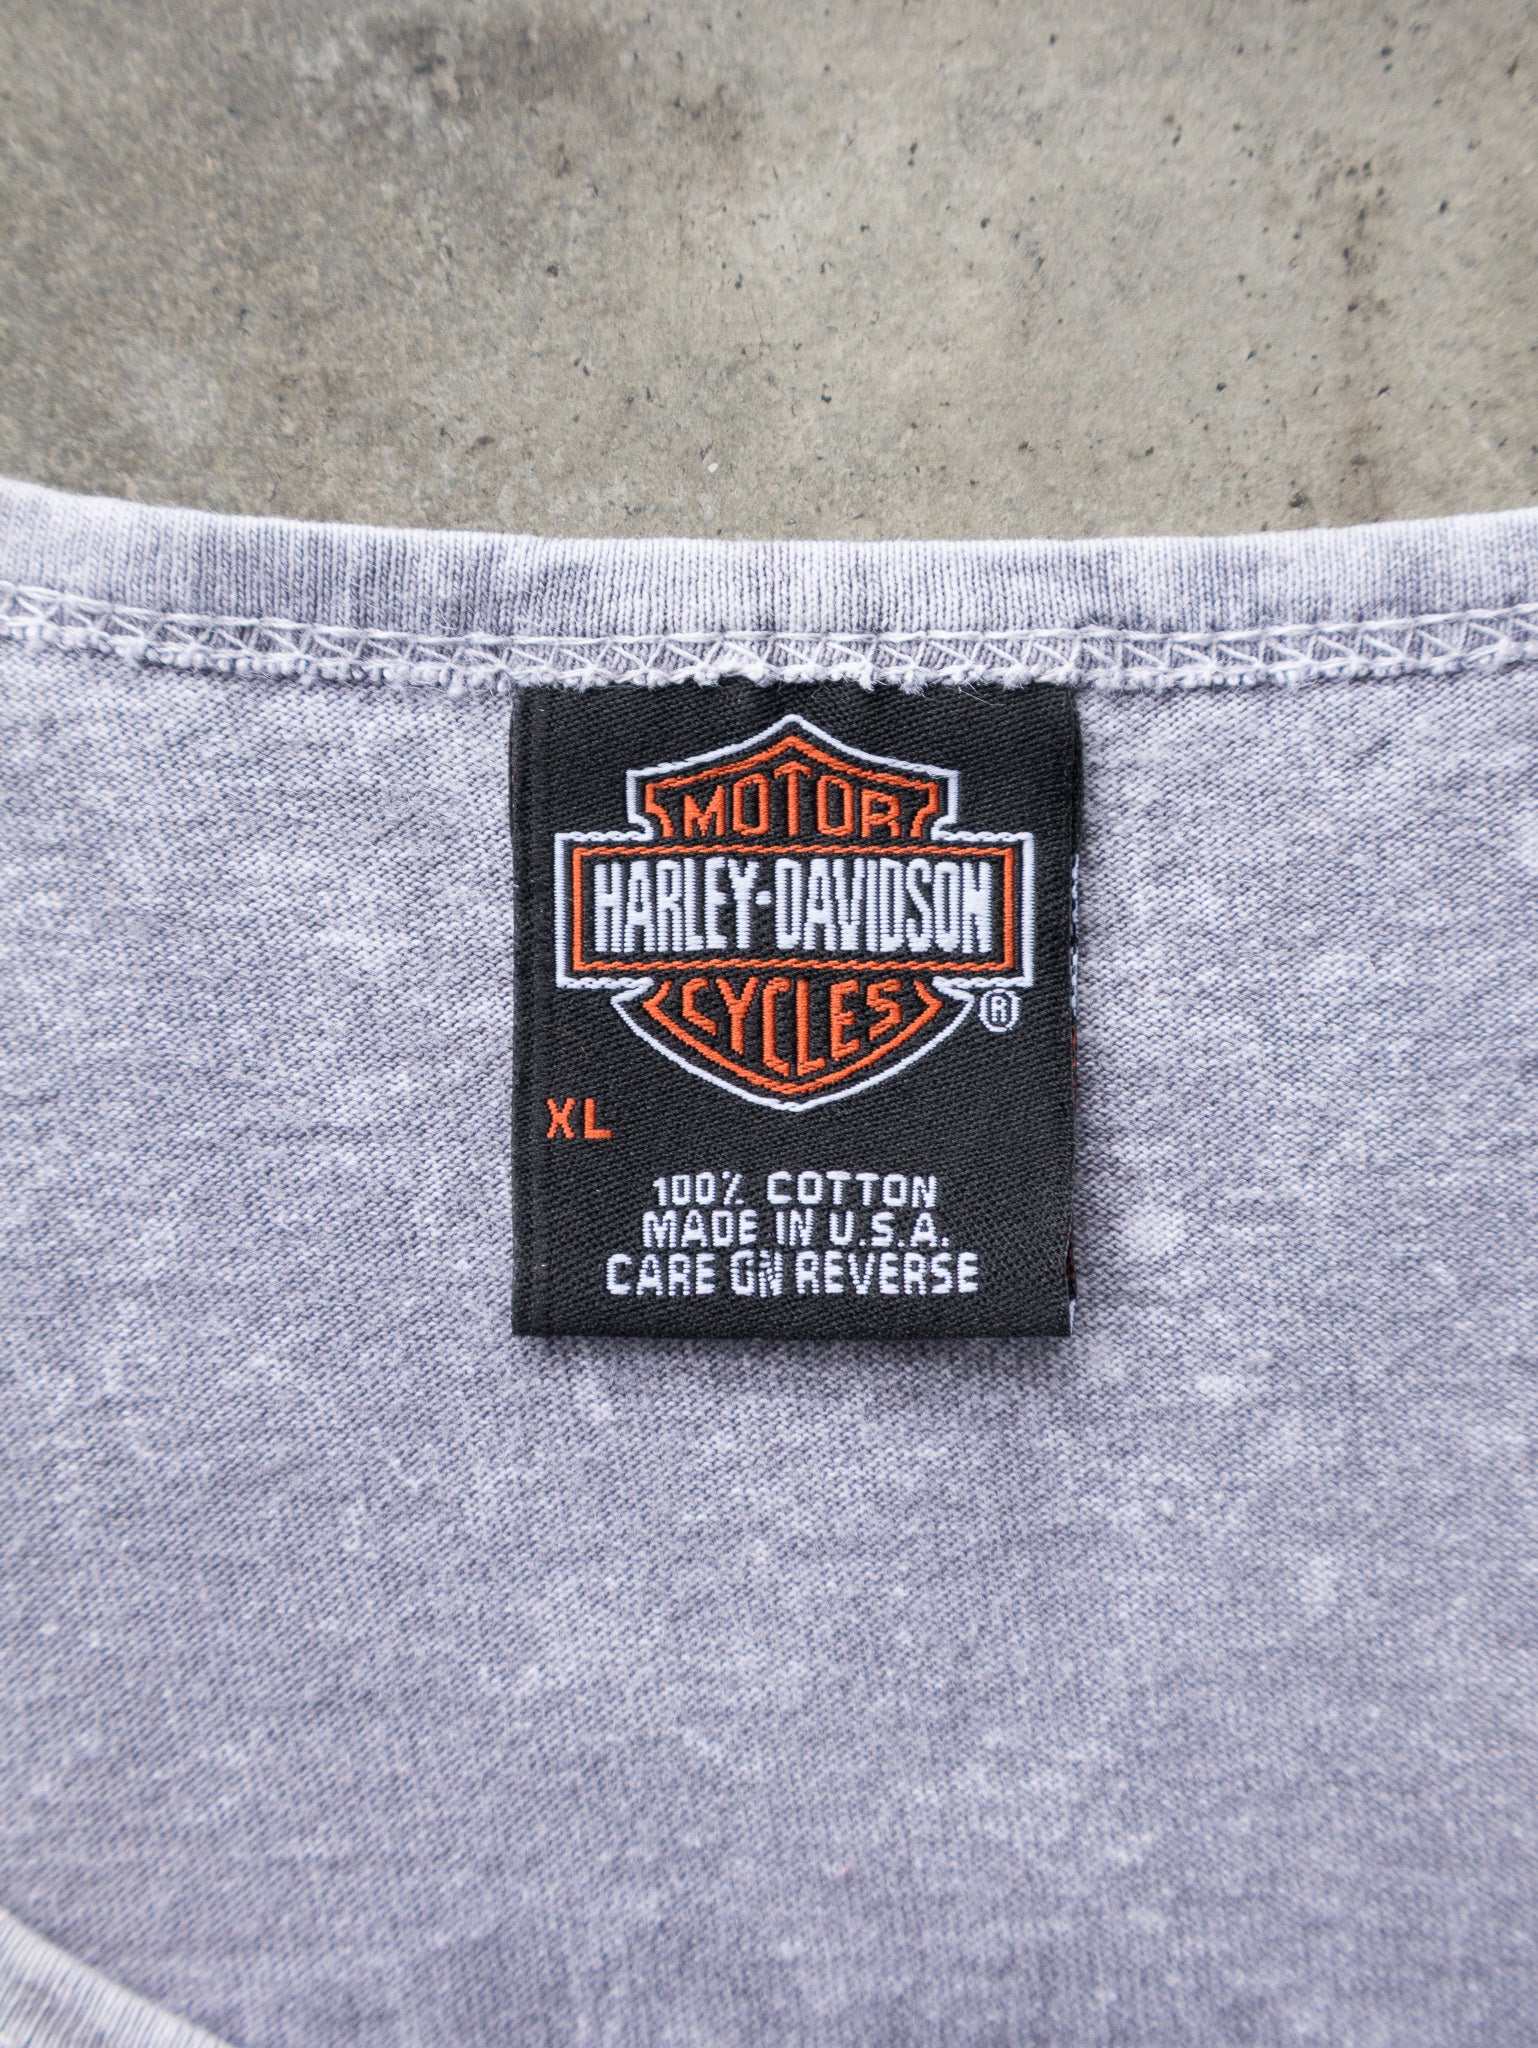 MOTOR
HARLEY-DAVIDSON
CYCLES
®
XL
100% COTTON
MADE IN U.S.A.
CARE ON REVERSE